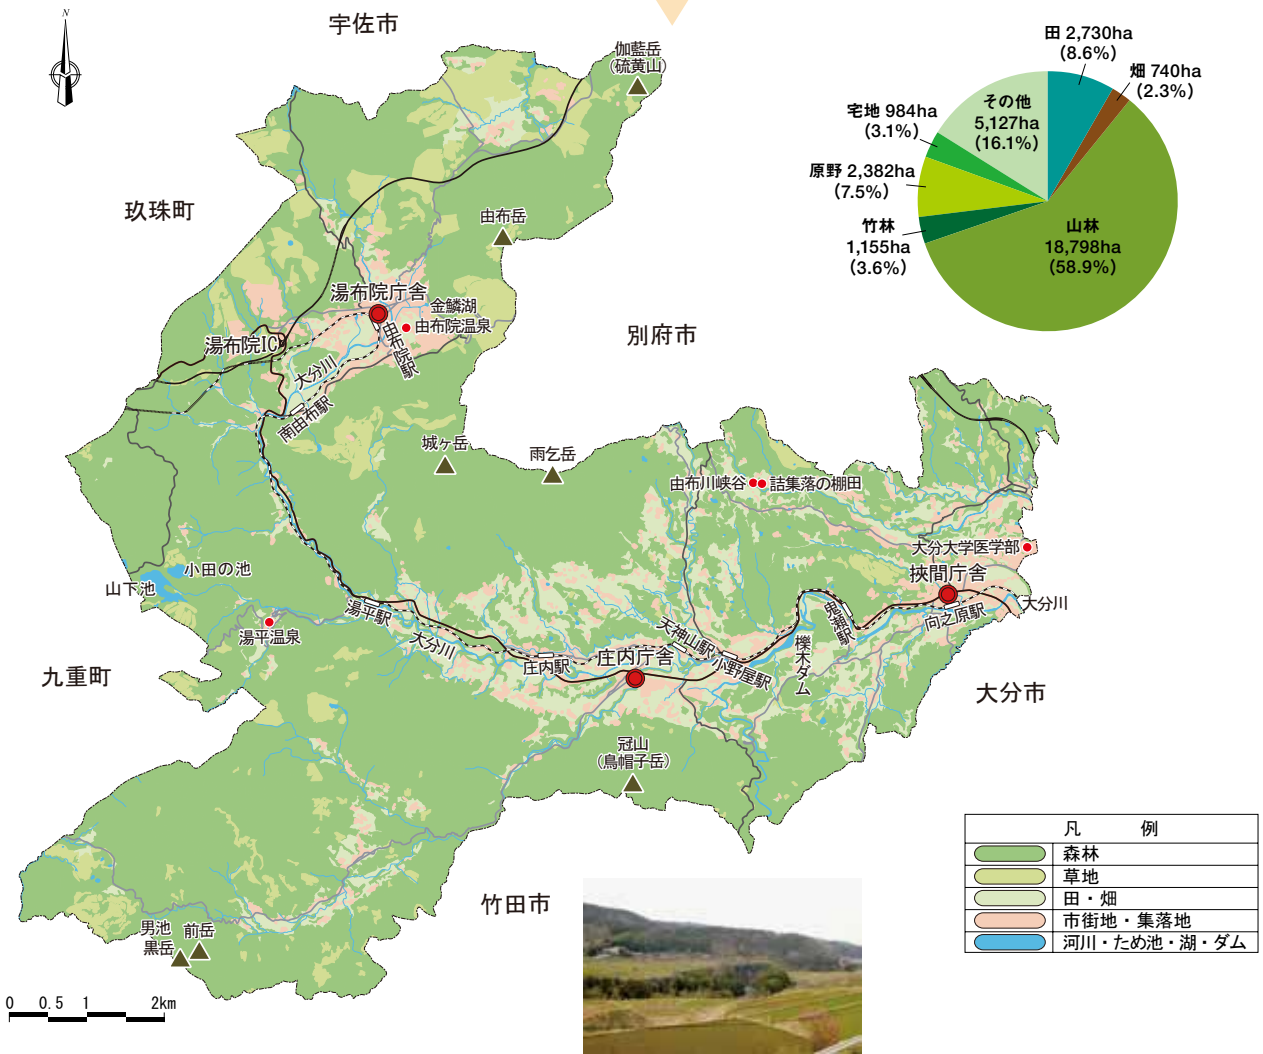 N
宇佐市
伽藍岳
(硫黄山)
玖珠町
由布岳
湯布院庁舎
金鱗湖
由布院温泉
由布院駅
湯布院IC
大分川
南由布駅
別府市
城ヶ岳
雨乞岳
由布川峡谷
詰集落の棚田
大分大学医学部
挾間庁舎
大分川
向之原駅
鬼瀬駅
櫟木ダム
小田の池
山下池
湯平温泉
湯平駅
大分川
庄内駅
庄内庁舎
天神山駅
小野屋駅
九重町
大分市
冠山
(烏帽子岳)
竹田市
男池
黒岳
前岳
0 0.5 1 2km
田 2,730ha
(8.6%)
畑 740ha
(2.3%)
山林
18,798ha
(58.9%)
竹林
1,155ha
(3.6%)
原野 2,382ha
(7.5%)
宅地 984ha
(3.1%)
その他
5,127ha
(16.1%)
凡 例
森林
草地
田・畑
市街地・集落地
河川・ため池・湖・ダム